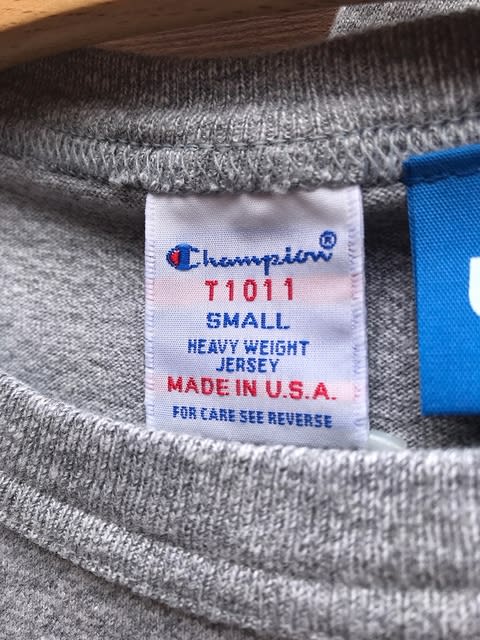 Champion®
T1011
SMALL
HEAVY WEIGHT
JERSEY
MADE IN U.S.A.
FOR CARE SEE REVERSE